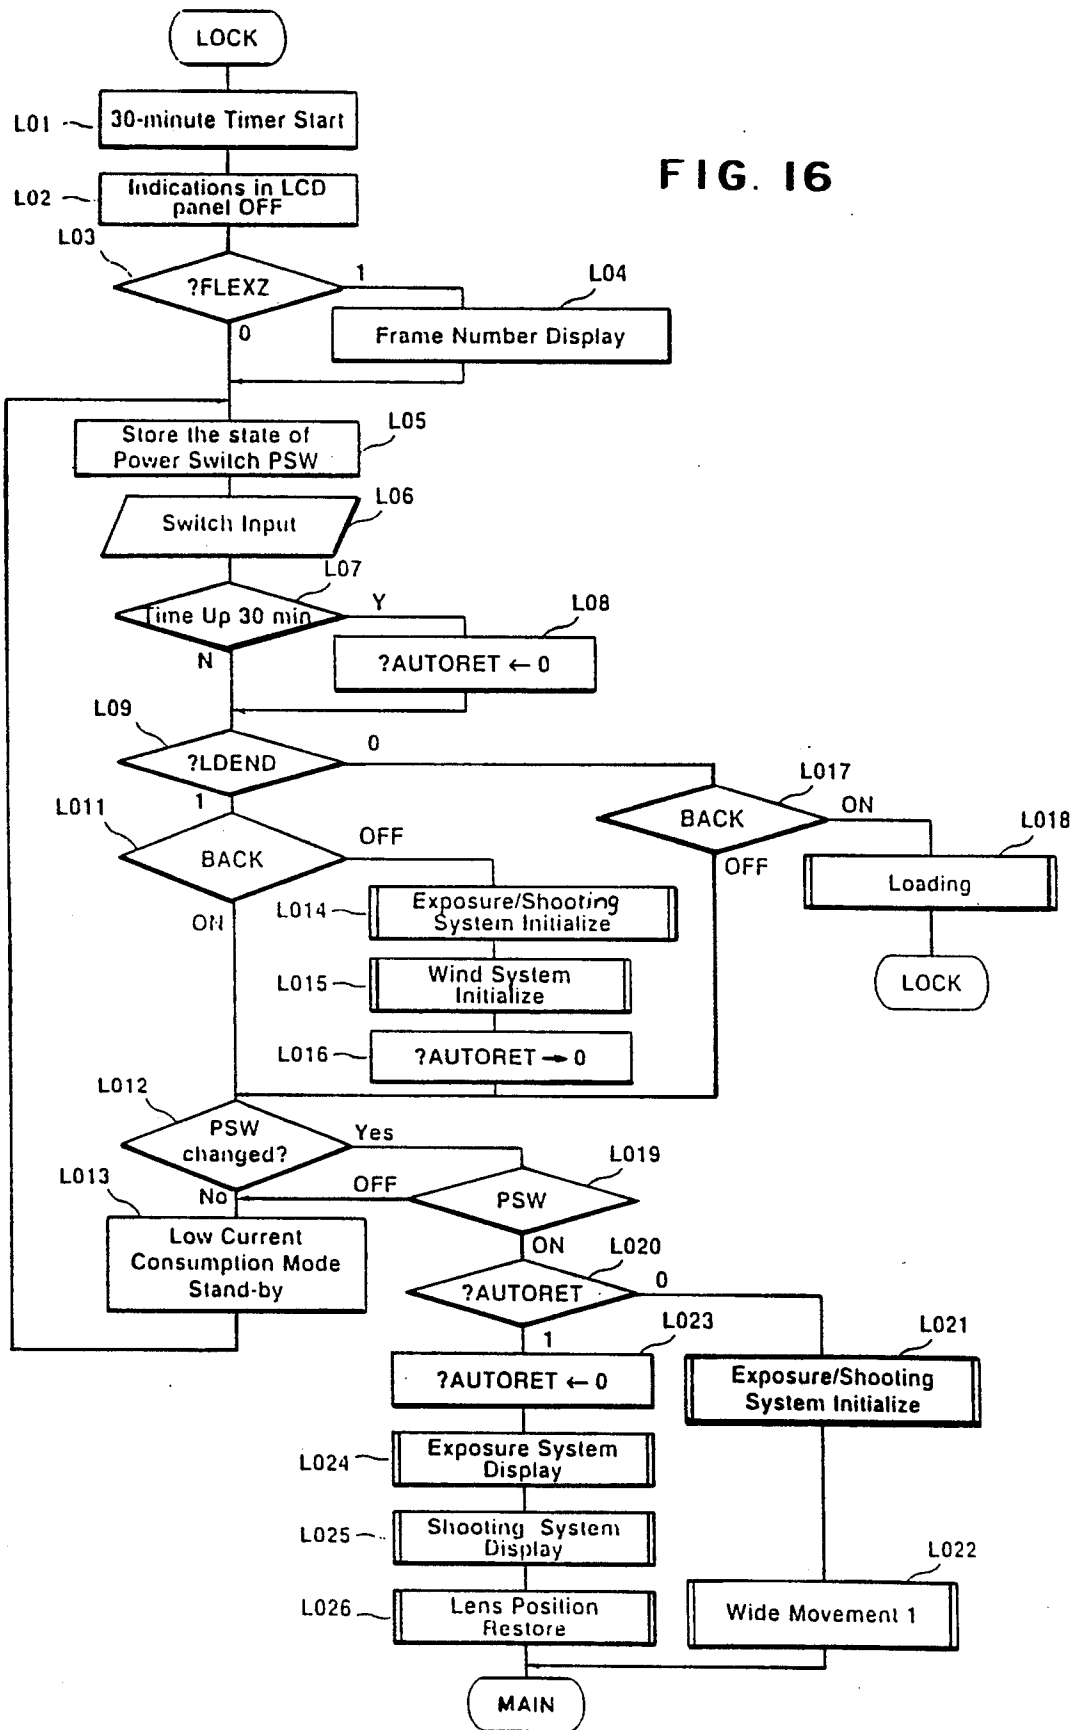 LOCK
L01
30-minute Timer Start
FIG. 16
L02
Indications in LCD
panel OFF
L03
?FLEXZ
1
0
L04
Frame Number Display
L05
Store the state of
Power Switch PSW
L06
Switch Input
L07
Time Up 30 min
Y
N
L08
?AUTORET ← 0
L09
?LDEND
0
1
L011
BACK
OFF
ON
L017
BACK
ON
OFF
L018
Loading
LOCK
L014
Exposure/Shooting
System Initialize
L015
Wind System
Initialize
L016
?AUTORET → 0
L012
PSW
changed?
Yes
No
L013
Low Current
Consumption Mode
Stand-by
L019
OFF
PSW
ON
L020
?AUTORET
0
1
L023
?AUTORET ← 0
L021
Exposure/Shooting
System Initialize
L024
Exposure System
Display
L025
Shooting System
Display
L026
Lens Position
Restore
L022
Wide Movement 1
MAIN